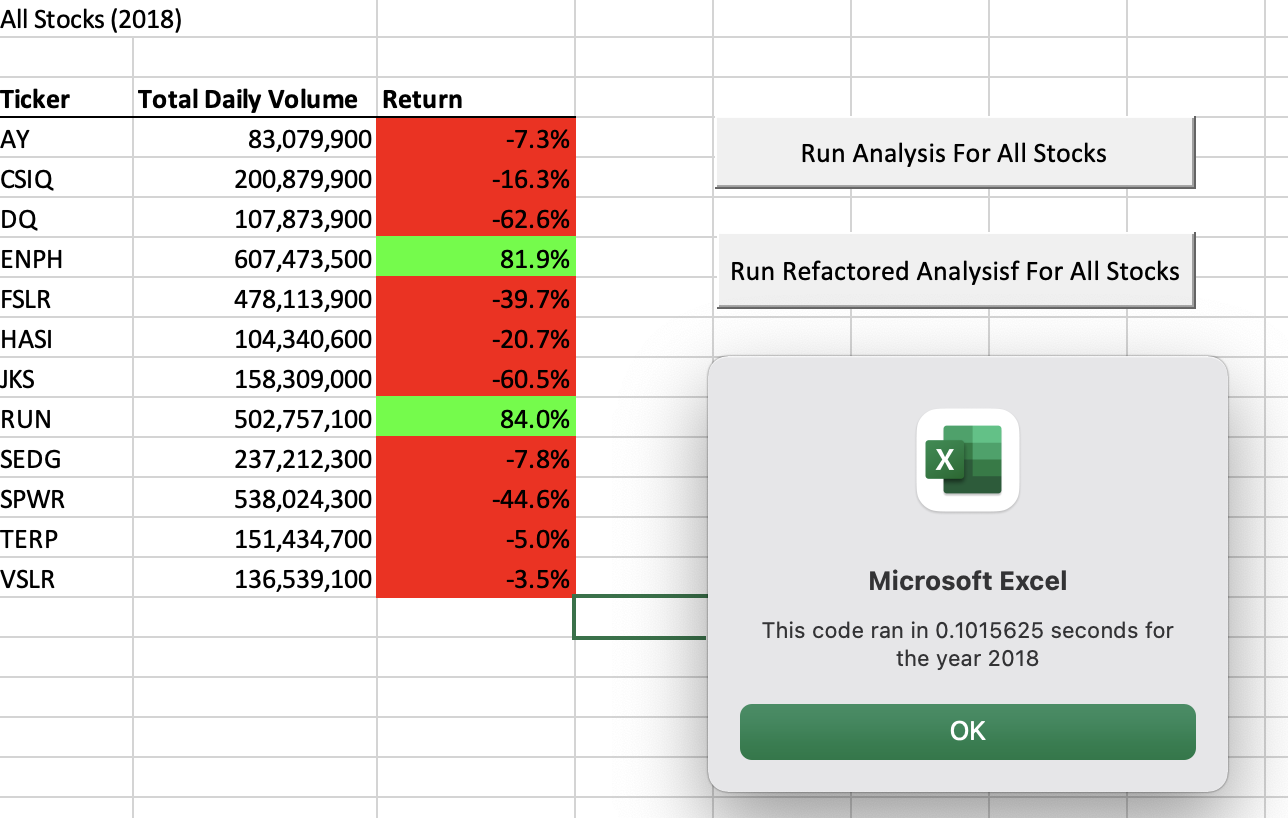 All Stocks (2018)
Ticker Total Daily Volume Return
AY 83,079,900 -7.3%
CSIQ 200,879,900 -16.3%
DQ 107,873,900 -62.6%
ENPH 607,473,500 81.9%
FSLR 478,113,900 -39.7%
HASI 104,340,600 -20.7%
JKS 158,309,000 -60.5%
RUN 502,757,100 84.0%
SEDG 237,212,300 -7.8%
SPWR 538,024,300 -44.6%
TERP 151,434,700 -5.0%
VSLR 136,539,100 -3.5%
Run Analysis For All Stocks
Run Refactored Analysisf For All Stocks
X
Microsoft Excel
This code ran in 0.1015625 seconds for
the year 2018
OK